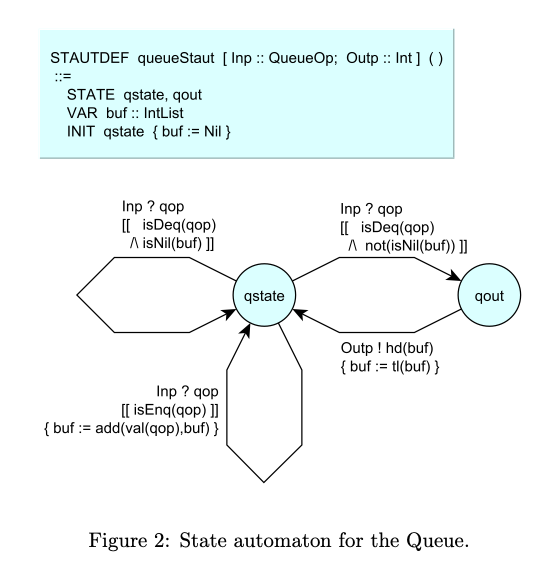 STAUTDEF queueStaut [ Inp :: QueueOp; Outp :: Int ] ( )
::=
STATE qstate, qout
VAR buf :: IntList
INIT qstate { buf := Nil }
Inp ? qop
[[ isDeq(qop)
/\ isNil(buf) ]]
Inp ? qop
[[ isDeq(qop)
/\ not(isNil(buf)) ]]
qstate
qout
Outp ! hd(buf)
{ buf := tl(buf) }
Inp ? qop
[[ isEnq(qop) ]]
{ buf := add(val(qop),buf) }
Figure 2: State automaton for the Queue.